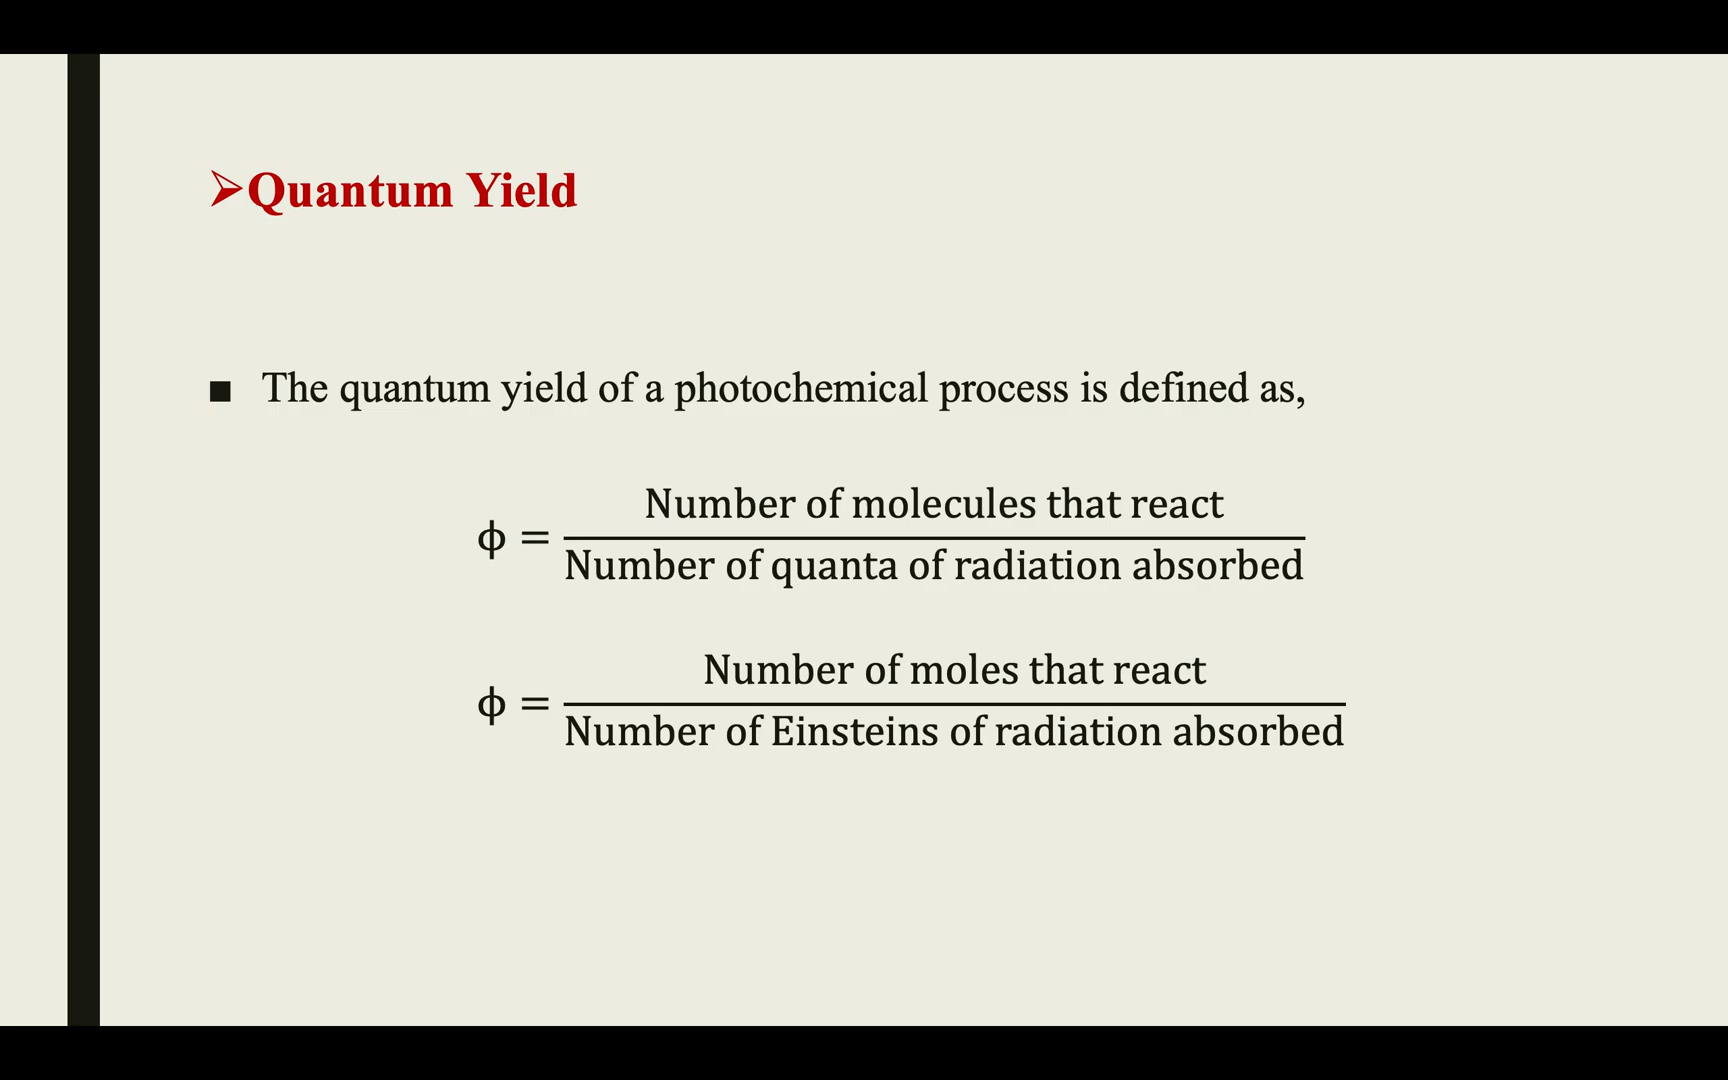 ➢Quantum Yield
■ The quantum yield of a photochemical process is defined as,
Number of molecules that react
ϕ =
Number of quanta of radiation absorbed
Number of moles that react
ϕ =
Number of Einsteins of radiation absorbed